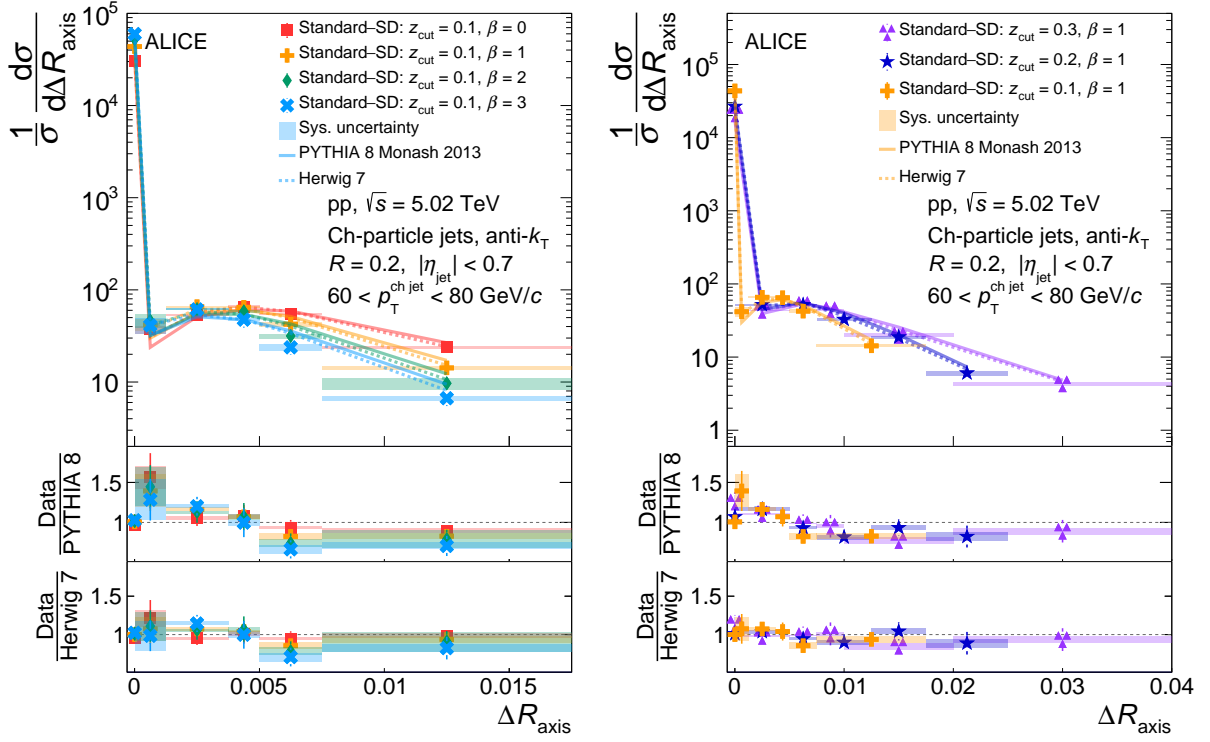 1/σ dσ/dΔR_axis
10^5
10^4
10^3
10^2
10
ALICE
Standard–SD: z_cut = 0.1, β = 0
Standard–SD: z_cut = 0.1, β = 1
Standard–SD: z_cut = 0.1, β = 2
Standard–SD: z_cut = 0.1, β = 3
Sys. uncertainty
PYTHIA 8 Monash 2013
Herwig 7
pp, √s = 5.02 TeV
Ch-particle jets, anti-k_T
R = 0.2, |η_jet| < 0.7
60 < p_T^ch jet < 80 GeV/c
Data
PYTHIA 8
1.5
1
Data
Herwig 7
1.5
1
0 0.005 0.01 0.015
ΔR_axis
1/σ dσ/dΔR_axis
10^5
10^4
10^3
10^2
10
1
ALICE
Standard–SD: z_cut = 0.3, β = 1
Standard–SD: z_cut = 0.2, β = 1
Standard–SD: z_cut = 0.1, β = 1
Sys. uncertainty
PYTHIA 8 Monash 2013
Herwig 7
pp, √s = 5.02 TeV
Ch-particle jets, anti-k_T
R = 0.2, |η_jet| < 0.7
60 < p_T^ch jet < 80 GeV/c
Data
PYTHIA 8
1.5
1
Data
Herwig 7
1.5
1
0 0.01 0.02 0.03 0.04
ΔR_axis